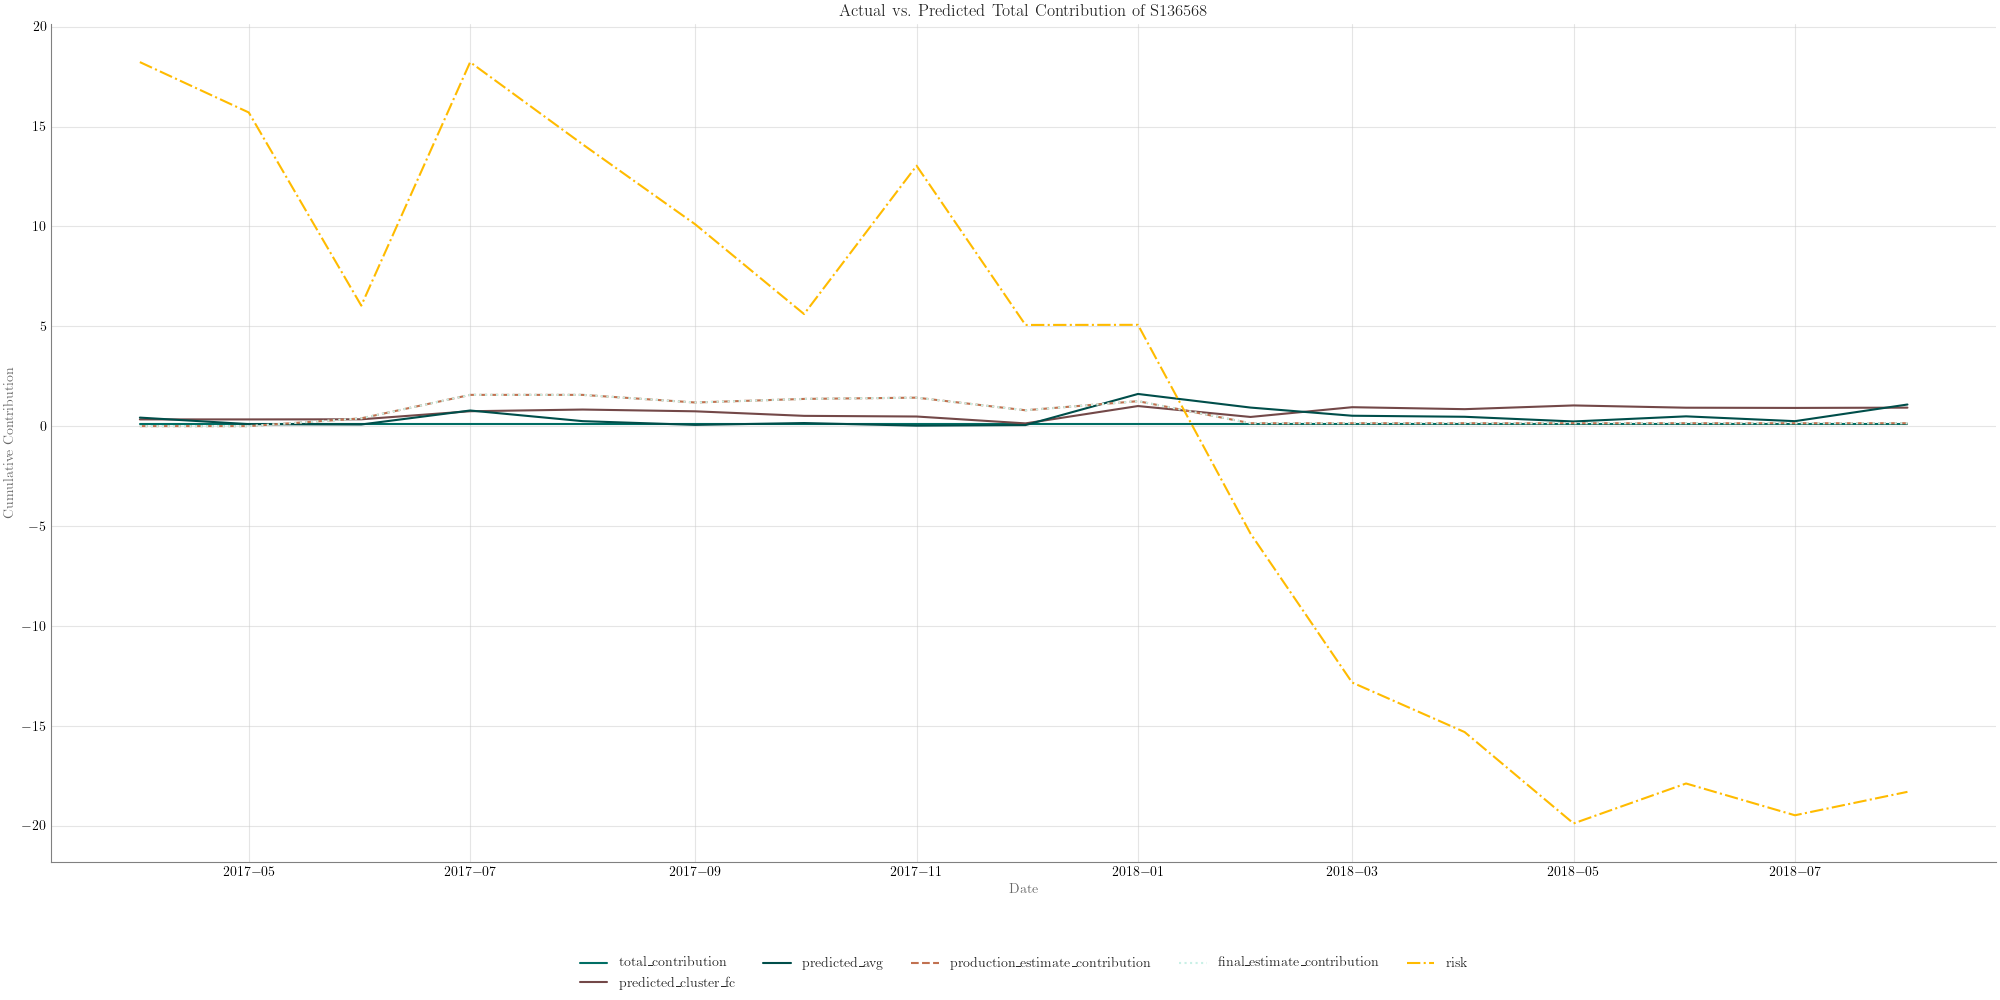 Actual vs. Predicted Total Contribution of S136568
Cumulative Contribution
20
15
10
5
0
−5
−10
−15
−20
2017−05 2017−07 2017−09 2017−11 2018−01 2018−03 2018−05 2018−07
Date
total_contribution predicted_avg production_estimate_contribution final_estimate_contribution risk
predicted_cluster_fc